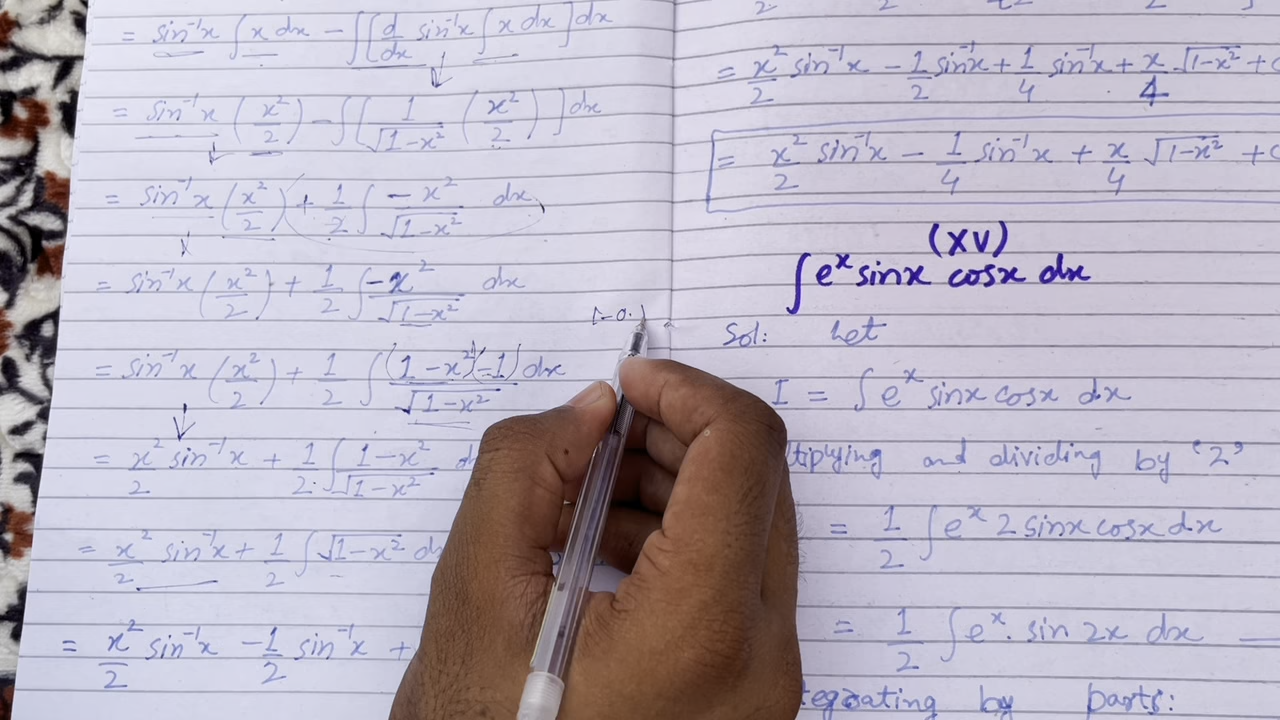 = sin⁻¹x ∫x dx − ∫[d/dx sin⁻¹x ∫x dx] dx
= sin⁻¹x (x²/2) − ∫[1/√(1−x²) (x²/2)] dx
= sin⁻¹x (x²/2) + 1/2 ∫ −x²/√(1−x²) dx
= sin⁻¹x (x²/2) + 1/2 ∫ −x²/√(1−x²) dx
= sin⁻¹x (x²/2) + 1/2 ∫ (1−x²)(−1)/√(1−x²) dx
= x²/2 sin⁻¹x + 1/2 ∫ 1−x²/√(1−x²)
= x²/2 sin⁻¹x + 1/2 ∫ √(1−x²) dx
= x²/2 sin⁻¹x − 1/2 sin⁻¹x +
= x²/2 sin⁻¹x − 1/2 sin⁻¹x + 1/4 sin⁻¹x + x/4 . √(1−x²) +
= x²/2 sin⁻¹x − 1/4 sin⁻¹x + x/4 √(1−x²) +
(XV)
∫eˣ sinx cosx dx
Sol: Let
I = ∫eˣ sinx cosx dx
and dividing by ‘2’
= 1/2 ∫eˣ 2 sinx cosx dx
= 1/2 ∫eˣ. sin 2x dx
by parts: